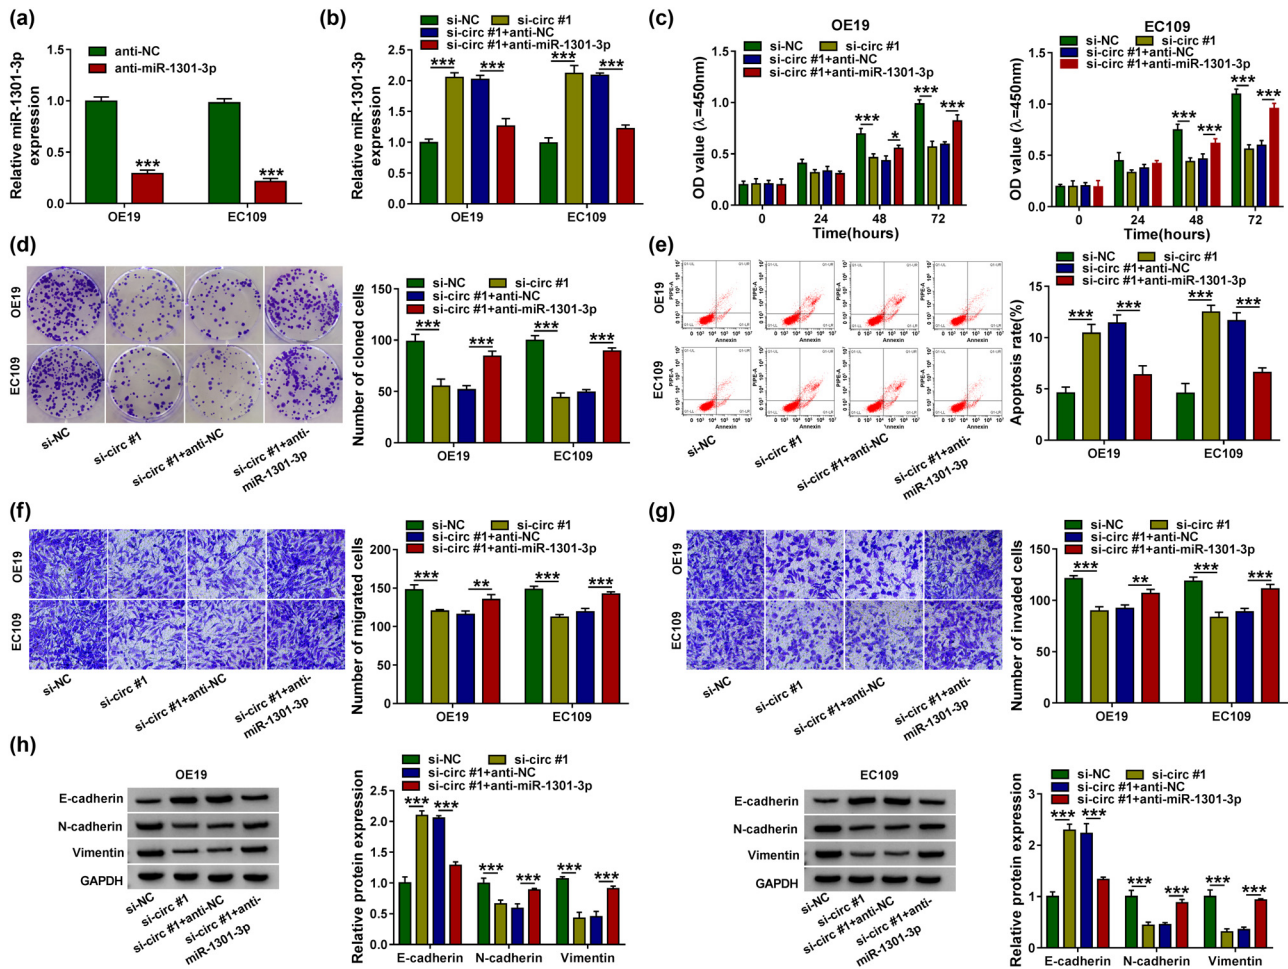 (a)
anti-NC
anti-miR-1301-3p
Relative miR-1301-3p
expression
1.5
1.0
0.5
0.0
***
***
OE19
EC109
(b)
si-NC
si-circ #1
si-circ #1+anti-NC
si-circ #1+anti-miR-1301-3p
Relative miR-1301-3p
expression
2.5
2.0
1.5
1.0
0.5
0.0
*** *** *** ***
OE19
EC109
(c)
OE19
si-NC
si-circ #1
si-circ #1+anti-NC
si-circ #1+anti-miR-1301-3p
OD value (λ=450nm)
1.5
1.0
0.5
0.0
*** * *** ***
0 24 48 72
Time(hours)
EC109
si-NC
si-circ #1
si-circ #1+anti-NC
si-circ #1+anti-miR-1301-3p
OD value (λ=450nm)
1.5
1.0
0.5
0.0
*** *** *** ***
0 24 48 72
Time(hours)
(d)
OE19
EC109
si-NC
si-circ #1
si-circ #1+anti-NC
si-circ #1+anti-
miR-1301-3p
si-NC
si-circ #1
si-circ #1+anti-NC
si-circ #1+anti-miR-1301-3p
Number of cloned cells
150
100
50
0
*** *** *** ***
OE19
EC109
(e)
OE19
EC109
PIPE-A
Annexin
si-NC
si-circ #1
si-circ #1+anti-NC
si-circ #1+anti-
miR-1301-3p
si-NC
si-circ #1
si-circ #1+anti-NC
si-circ #1+anti-miR-1301-3p
Apoptosis rate(%)
15
10
5
0
*** *** *** ***
OE19
EC109
(f)
OE19
EC109
si-NC
si-circ #1
si-circ #1+anti-NC
si-circ #1+anti-
miR-1301-3p
si-NC
si-circ #1
si-circ #1+anti-NC
si-circ #1+anti-miR-1301-3p
Number of migrated cells
200
150
100
50
0
*** ** *** ***
OE19
EC109
(g)
OE19
EC109
si-NC
si-circ #1
si-circ #1+anti-NC
si-circ #1+anti-
miR-1301-3p
si-NC
si-circ #1
si-circ #1+anti-NC
si-circ #1+anti-miR-1301-3p
Number of invaded cells
150
100
50
0
*** ** *** ***
OE19
EC109
(h)
OE19
E-cadherin
N-cadherin
Vimentin
GAPDH
si-NC
si-circ #1
si-circ #1+anti-NC
si-circ #1+anti-
miR-1301-3p
si-NC
si-circ #1
si-circ #1+anti-NC
si-circ #1+anti-miR-1301-3p
Relative protein expression
2.5
2.0
1.5
1.0
0.5
0.0
*** *** *** *** *** ***
E-cadherin
N-cadherin
Vimentin
EC109
E-cadherin
N-cadherin
Vimentin
GAPDH
si-NC
si-circ #1
si-circ #1+anti-NC
si-circ #1+anti-
miR-1301-3p
si-NC
si-circ #1
si-circ #1+anti-NC
si-circ #1+anti-miR-1301-3p
Relative protein expression
3
2
1
0
*** *** *** *** *** ***
E-cadherin
N-cadherin
Vimentin